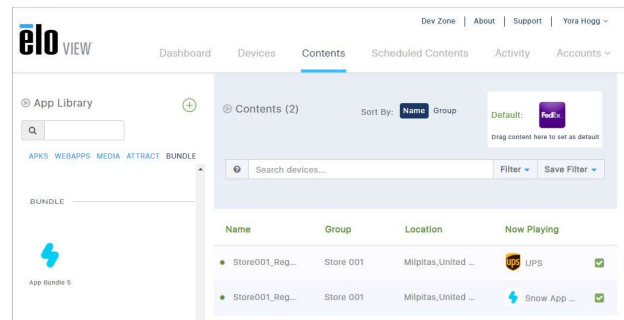 Dev Zone | About | Support | Yora Hogg
elo VIEW
Dashboard Devices Contents Scheduled Contents Activity Accounts
App Library
Contents (2)
Sort By: Name Group
Default: FedEx
Drag content here to set as default
APKS WEBAPPS MEDIA ATTRACT BUNDLE
Search devices...
Filter Save Filter
BUNDLE
App Bundle 5
Name Group Location Now Playing
Store001_Reg... Store 001 Milpitas,United ... ups UPS
Store001_Reg... Store 001 Milpitas,United ... Snow App ...